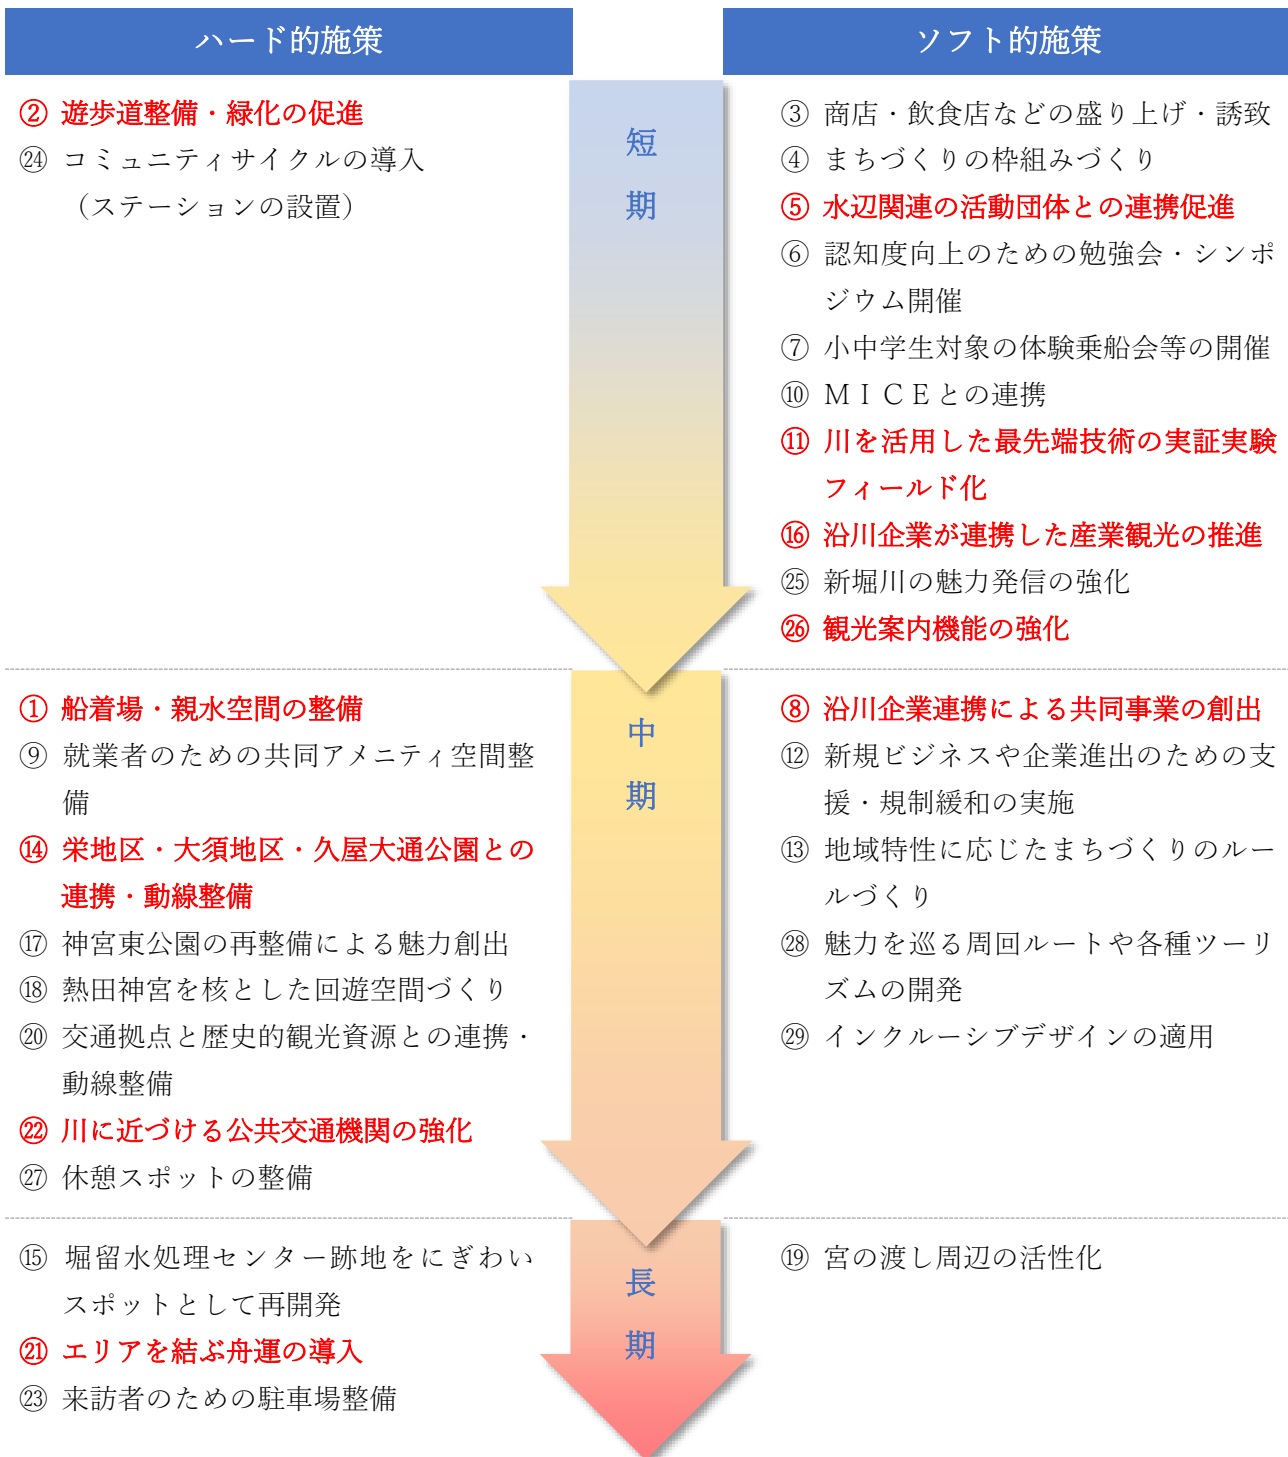 ハード的施策
ソフト的施策
短
期
② 遊歩道整備・緑化の促進
㉔ コミュニティサイクルの導入
（ステーションの設置）
③ 商店・飲食店などの盛り上げ・誘致
④ まちづくりの枠組みづくり
⑤ 水辺関連の活動団体との連携促進
⑥ 認知度向上のための勉強会・シンポ
ジウム開催
⑦ 小中学生対象の体験乗船会等の開催
⑩ ＭＩＣＥとの連携
⑪ 川を活用した最先端技術の実証実験
フィールド化
⑯ 沿川企業が連携した産業観光の推進
㉕ 新堀川の魅力発信の強化
㉖ 観光案内機能の強化
中
期
① 船着場・親水空間の整備
⑨ 就業者のための共同アメニティ空間整
備
⑭ 栄地区・大須地区・久屋大通公園との
連携・動線整備
⑰ 神宮東公園の再整備による魅力創出
⑱ 熱田神宮を核とした回遊空間づくり
⑳ 交通拠点と歴史的観光資源との連携・
動線整備
㉒ 川に近づける公共交通機関の強化
㉗ 休憩スポットの整備
⑧ 沿川企業連携による共同事業の創出
⑫ 新規ビジネスや企業進出のための支
援・規制緩和の実施
⑬ 地域特性に応じたまちづくりのルー
ルづくり
㉘ 魅力を巡る周回ルートや各種ツーリ
ズムの開発
㉙ インクルーシブデザインの適用
長
期
⑮ 堀留水処理センター跡地をにぎわい
スポットとして再開発
㉑ エリアを結ぶ舟運の導入
㉓ 来訪者のための駐車場整備
⑲ 宮の渡し周辺の活性化